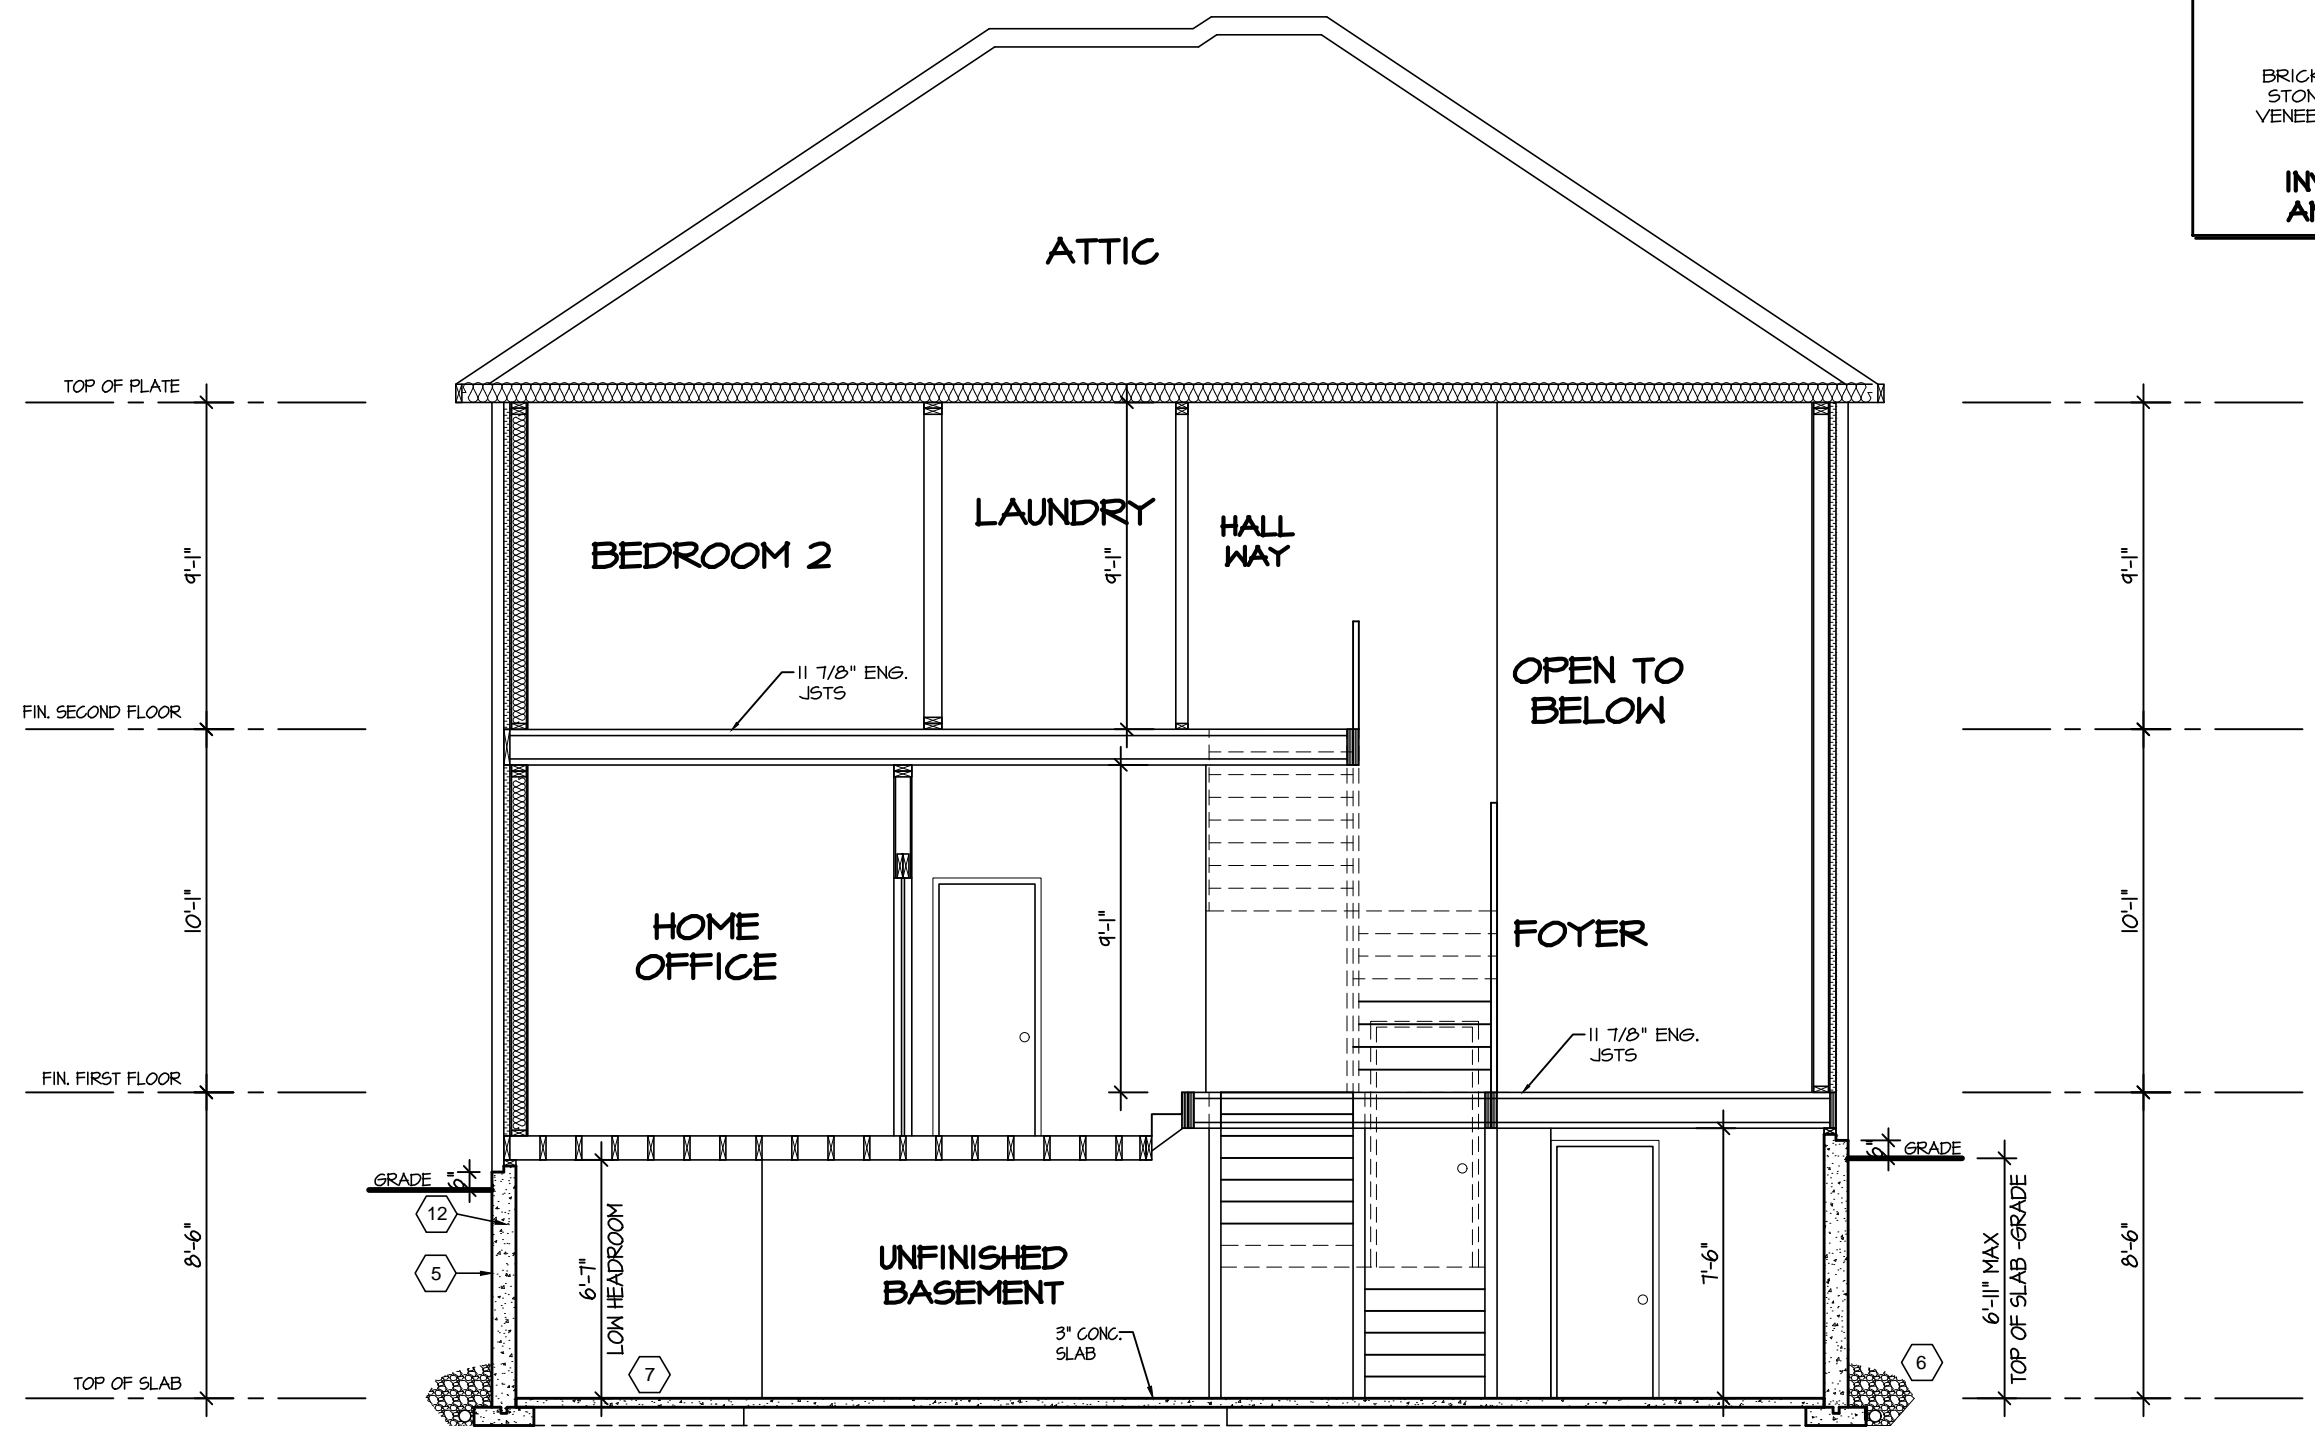 BRICK
STON
VENEE
ATTIC
TOP OF PLATE
LAUNDRY
HALL
WAY
BEDROOM 2
9'-1"
9'-1"
9'-1"
11 7/8" ENG.
JSTS
OPEN TO
BELOW
FIN. SECOND FLOOR
10'-1"
HOME
OFFICE
9'-1"
FOYER
10'-1"
11 7/8" ENG.
JSTS
FIN. FIRST FLOOR
GRADE
6"
6"
GRADE
12
5
8'-6"
6'-7"
LOW HEADROOM
UNFINISHED
BASEMENT
7'-6"
6'-11" MAX
TOP OF SLAB -GRADE
8'-6"
3" CONC.
SLAB
7
6
TOP OF SLAB